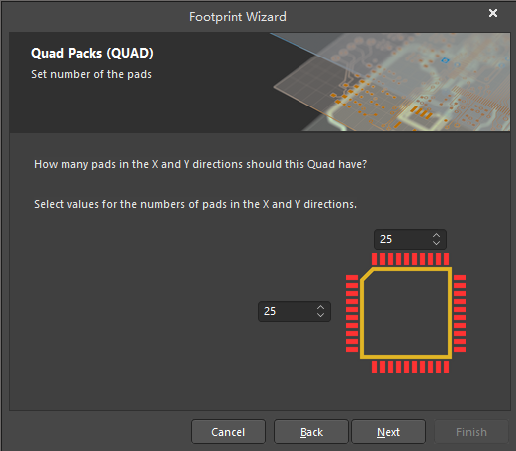 Footprint Wizard
Quad Packs (QUAD)
Set number of the pads
How many pads in the X and Y directions should this Quad have?
Select values for the numbers of pads in the X and Y directions.
25
25
Cancel
Back
Next
Finish